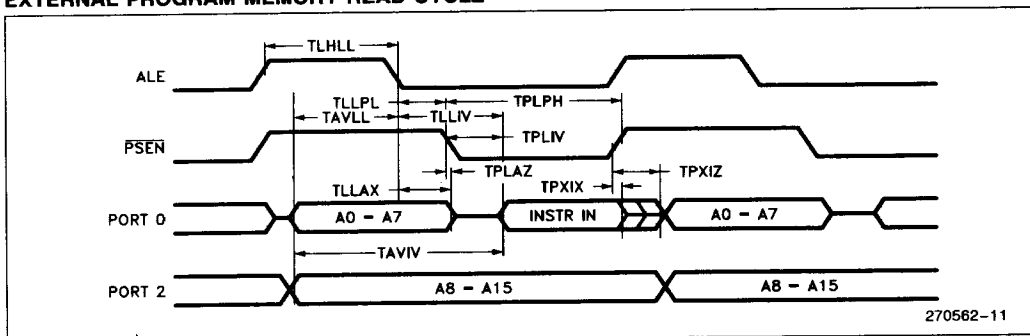 EXTERNAL PROGRAM MEMORY READ CYCLE
TLHLL
ALE
TLLPL
TPLPH
TAVLL
TLLIV
PSEN
TPLIV
TPLAZ
TPXIZ
TLLAX
TPXIX
PORT 0
A0 - A7
INSTR IN
A0 - A7
TAVIV
PORT 2
A8 - A15
A8 - A15
270562-11